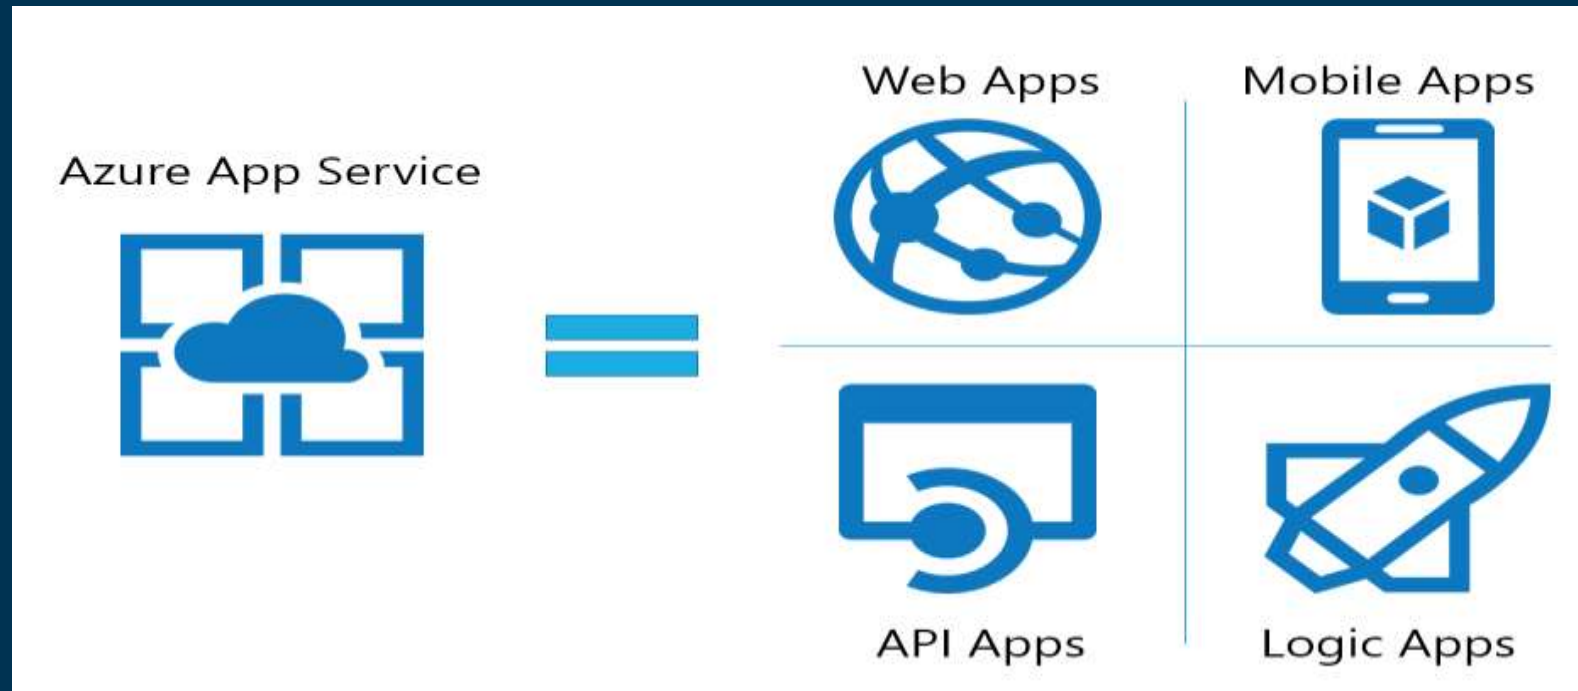 Azure App Service
Web Apps
Mobile Apps
API Apps
Logic Apps